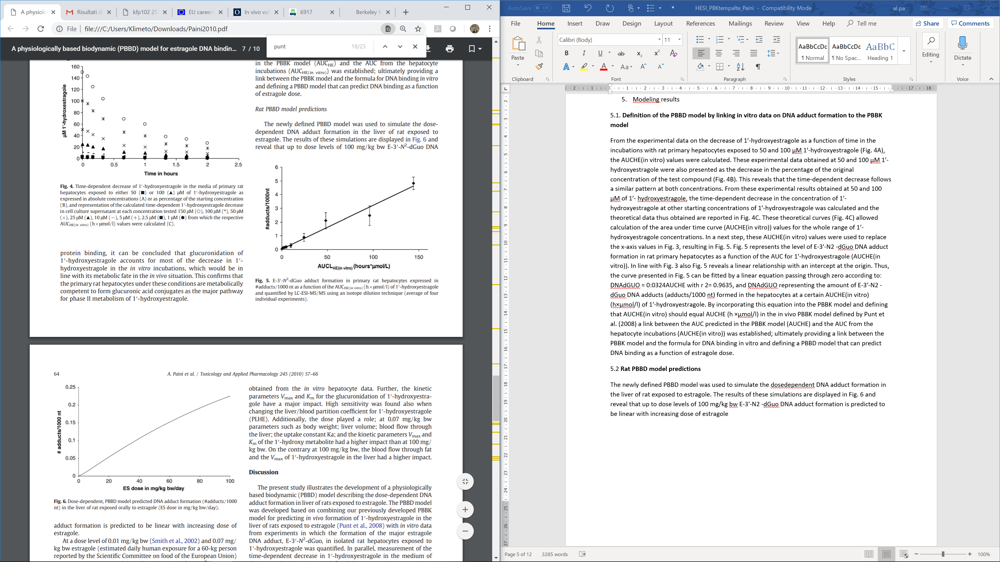 A physiolo
Risultati d
kfp102 25
EU careers
In vivo vali
6917
Berkeley M
File
file:///C:/Users/Klimeto/Downloads/Paini2010.pdf
A physiologically based biodynamic (PBBD) model for estragole DNA bindin...
7 / 10
punt
18/23
160
140
120
100
80
60
40
20
0
µM 1'-hydroxestragole
0
0.5
1
1.5
2
2.5
Time in hours
Fig. 4. Time-dependent decrease of 1′-hydroxyestragole in the media of primary rat
hepatocytes exposed to either 50 (■) or 100 (▲) µM of 1′-hydroxyestragole as
expressed in absolute concentrations (A) or as percentage of the starting concentration
(B), and representation of the calculated time-dependent 1′-hydroxyestragole decrease
in cell culture supernatant at each concentration tested 150 µM (○), 100 µM (*), 50 µM
(×), 25 µM (▲), 10 µM (−), 5 µM (+), 2.5 µM (■), 1 µM (●) from which the respective
AUCHE(in vitro) (h×µmol/l) values were calculated (C).
protein binding, it can be concluded that glucuronidation of
1′-hydroxyestragole accounts for most of the decrease in 1′-
hydroxyestragole in the in vitro incubations, which would be in
line with its metabolic fate in the in vivo situation. This confirms that
the primary rat hepatocytes under these conditions are metabolically
competent to form glucuronic acid conjugates as the major pathway
for phase II metabolism of 1′-hydroxyestragole.
in the PBBK model (AUCHE) and the AUC from the hepatocyte
incubations (AUCHE(in vitro)) was established; ultimately providing a
link between the PBBK model and the formula for DNA binding in vitro
and defining a PBBD model that can predict DNA binding as a function
of estragole dose.
Rat PBBD model predictions
The newly defined PBBD model was used to simulate the dose-
dependent DNA adduct formation in the liver of rat exposed to
estragole. The results of these simulations are displayed in Fig. 6 and
reveal that up to dose levels of 100 mg/kg bw E-3′-N²-dGuo DNA
6
5
4
3
2
1
0
#adducts/1000nt
0
50
100
150
AUCLHE(in vitro) (hours*µmol/L)
Fig. 5. E-3′-N²-dGuo adduct formation in primary rat hepatocytes expressed in
#adducts/1000 nt as a function of the AUCHE(in vitro) (h×µmol/l) of 1′-hydroxyestragole
and quantified by LC-ESI-MS/MS using an isotope dilution technique (average of four
individual experiments).
64
A. Paini et al. / Toxicology and Applied Pharmacology 245 (2010) 57–66
0.25
0.2
0.15
0.1
0.05
0
# adducts/1000 nt
0
20
40
60
80
100
ES dose in mg/kg bw/day
Fig. 6. Dose-dependent, PBBD model predicted DNA adduct formation (#adducts/1000
nt) in the liver of rat exposed orally to estragole (ES dose in mg/kg bw/day).
adduct formation is predicted to be linear with increasing dose of
estragole.
At a dose level of 0.01 mg/kg bw (Smith et al., 2002) and 0.07 mg/
kg bw estragole (estimated daily human exposure for a 60-kg person
reported by the Scientific Committee on food of the European Union)
obtained from the in vitro hepatocyte data. Further, the kinetic
parameters Vmax and Km for the glucuronidation of 1′-hydroxyestra-
gole have a major impact. High sensitivity was found also when
changing the liver/blood partition coefficient for 1′-hydroxyestragole
(PLHE). Additionally, the dose played a role; at 0.07 mg/kg bw
parameters such as body weight; liver volume; blood flow through
the liver; the uptake constant Ka; and the kinetic parameters Vmax and
Km of the 1′-hydroxy metabolite had a higher impact than at 100 mg/
kg bw. On the contrary at 100 mg/kg bw, the blood flow through fat
and the Vmax of 1′-hydroxyestragole in the liver had a higher impact.
Discussion
The present study illustrates the development of a physiologically
based biodynamic (PBBD) model describing the dose-dependent DNA
adduct formation in liver of rats exposed to estragole. The PBBD model
was developed based on combining our previously developed PBBK
model for predicting in vivo formation of 1′-hydroxyestragole in the
liver of rats exposed to estragole (Punt et al., 2008) with in vitro data
from experiments in which the formation of the major estragole
DNA adduct, E-3′-N²-dGuo, in isolated rat hepatocytes exposed to
1′-hydroxyestragole was quantified. In parallel, measurement of the
time-dependent decrease in 1′-hydroxyestragole in the medium of
AutoSave Off
HESI_PBKtempalte_Paini - Compatibility Mode
al pa
File Home Insert Draw Design Layout References Mailings Review View Help Tell me
Share
Comments
Paste
Clipboard
Calibri (Body)
11
Font
Paragraph
AaBbCcDc AaBbCcDc AaBbC
¶ Normal ¶ No Spac... Heading 1
Styles
Editing
Dictate
Voice
5. Modeling results
5.1. Definition of the PBBD model by linking in vitro data on DNA adduct formation to the PBBK
model
From the experimental data on the decrease of 1′-hydroxyestragole as a function of time in the
incubations with rat primary hepatocytes exposed to 50 and 100 µM 1′-hydroxyestragole (Fig. 4A),
the AUCHE(in vitro) values were calculated. These experimental data obtained at 50 and 100 µM 1′-
hydroxyestragole were also presented as the decrease in the percentage of the original
concentration of the test compound (Fig. 4B). This reveals that the time-dependent decrease follows
a similar pattern at both concentrations. From these experimental results obtained at 50 and 100
µM of 1′- hydroxyestragole, the time-dependent decrease in the concentration of 1′-
hydroxyestragole at other starting concentrations of 1′-hydroxyestragole was calculated and the
theoretical data thus obtained are reported in Fig. 4C. These theoretical curves (Fig. 4C) allowed
calculation of the area under time curve (AUCHE(in vitro)) values for the whole range of 1′-
hydroxyestragole concentrations. In a next step, these AUCHE(in vitro) values were used to replace
the x-axis values in Fig. 3, resulting in Fig. 5. Fig. 5 represents the level of E-3′-N2 -dGuo DNA adduct
formation in rat primary hepatocytes as a function of the AUC for 1′-hydroxyestragole (AUCHE(in
vitro)). In line with Fig. 3 also Fig. 5 reveals a linear relationship with an intercept at the origin. Thus,
the curve presented in Fig. 5 can be fitted by a linear equation passing through zero according to:
DNAdGUO = 0:0324AUCHE with r 2= 0.9635, and DNAdGUO representing the amount of E-3′-N2 -
dGuo DNA adducts (adducts/1000 nt) formed in the hepatocytes at a certain AUCHE(in vitro)
(h×µmol/l) of 1′-hydroxyestragole. By incorporating this equation into the PBBK model and defining
that AUCHE(in vitro) should equal AUCHE (h ×µmol/l) in the in vivo PBBK model defined by Punt et
al. (2008) a link between the AUC predicted in the PBBK model (AUCHE) and the AUC from the
hepatocyte incubations (AUCHE(in vitro)) was established; ultimately providing a link between the
PBBK model and the formula for DNA binding in vitro and defining a PBBD model that can predict
DNA binding as a function of estragole dose.
5.2 Rat PBBD model predictions
The newly defined PBBD model was used to simulate the dosedependent DNA adduct formation in
the liver of rat exposed to estragole. The results of these simulations are displayed in Fig. 6 and
reveal that up to dose levels of 100 mg/kg bw E-3′-N2 -dGuo DNA adduct formation is predicted to
be linear with increasing dose of estragole
Page 5 of 12
3285 words
100%